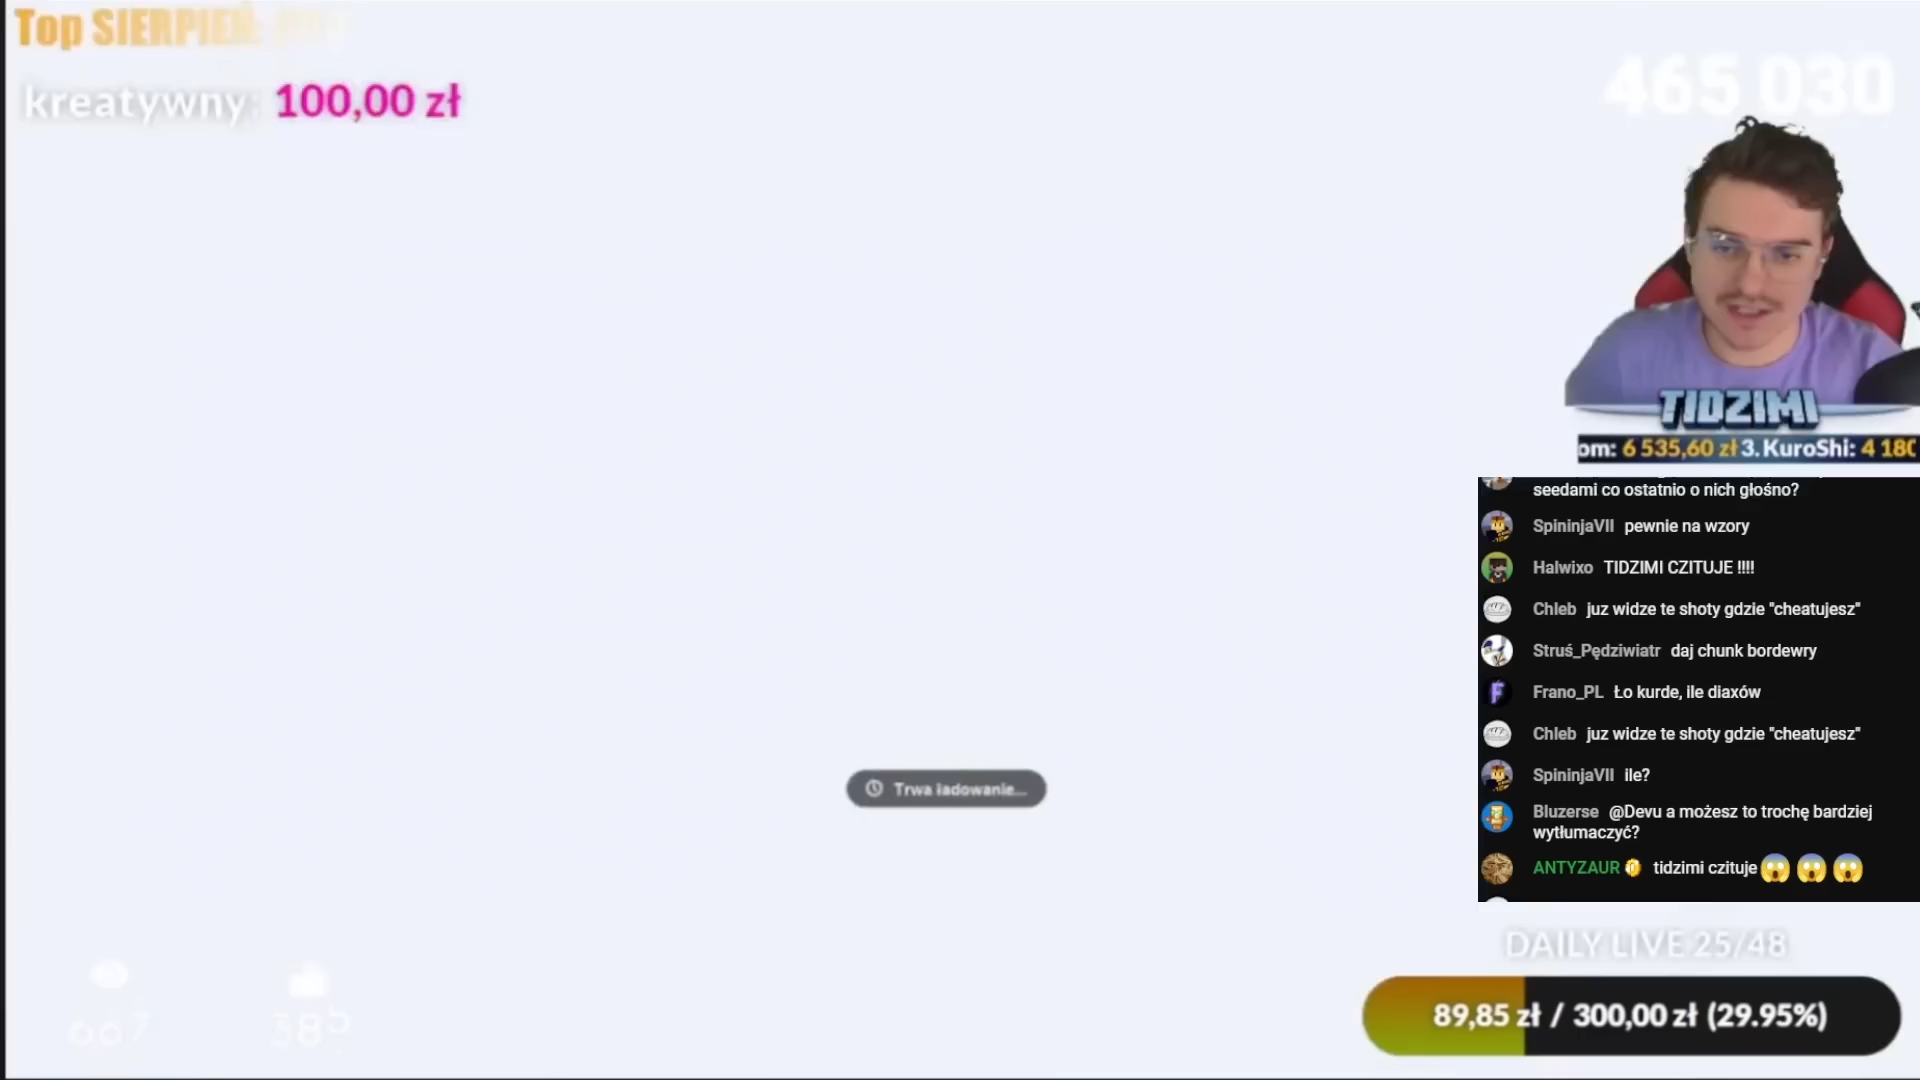 Top SIERPIEŃ:
kreatywny: 100,00 zł
465 030
TIDZIMI
om: 6 535,60 zł 3. KuroShi: 4 180
seedami co ostatnio o nich głośno?
SpininjaVII pewnie na wzory
Halwixo TIDZIMI CZITUJE !!!!
Chleb juz widze te shoty gdzie "cheatujesz"
Struś_Pędziwiatr daj chunk bordewry
Frano_PL Ło kurde, ile diaxów
Chleb juz widze te shoty gdzie "cheatujesz"
SpininjaVII ile?
Bluzerse @Devu a możesz to trochę bardziej
wytłumaczyć?
ANTYZAUR tidzimi czituje
Trwa ładowanie...
DAILY LIVE 25/48
667
385
89,85 zł / 300,00 zł (29.95%)